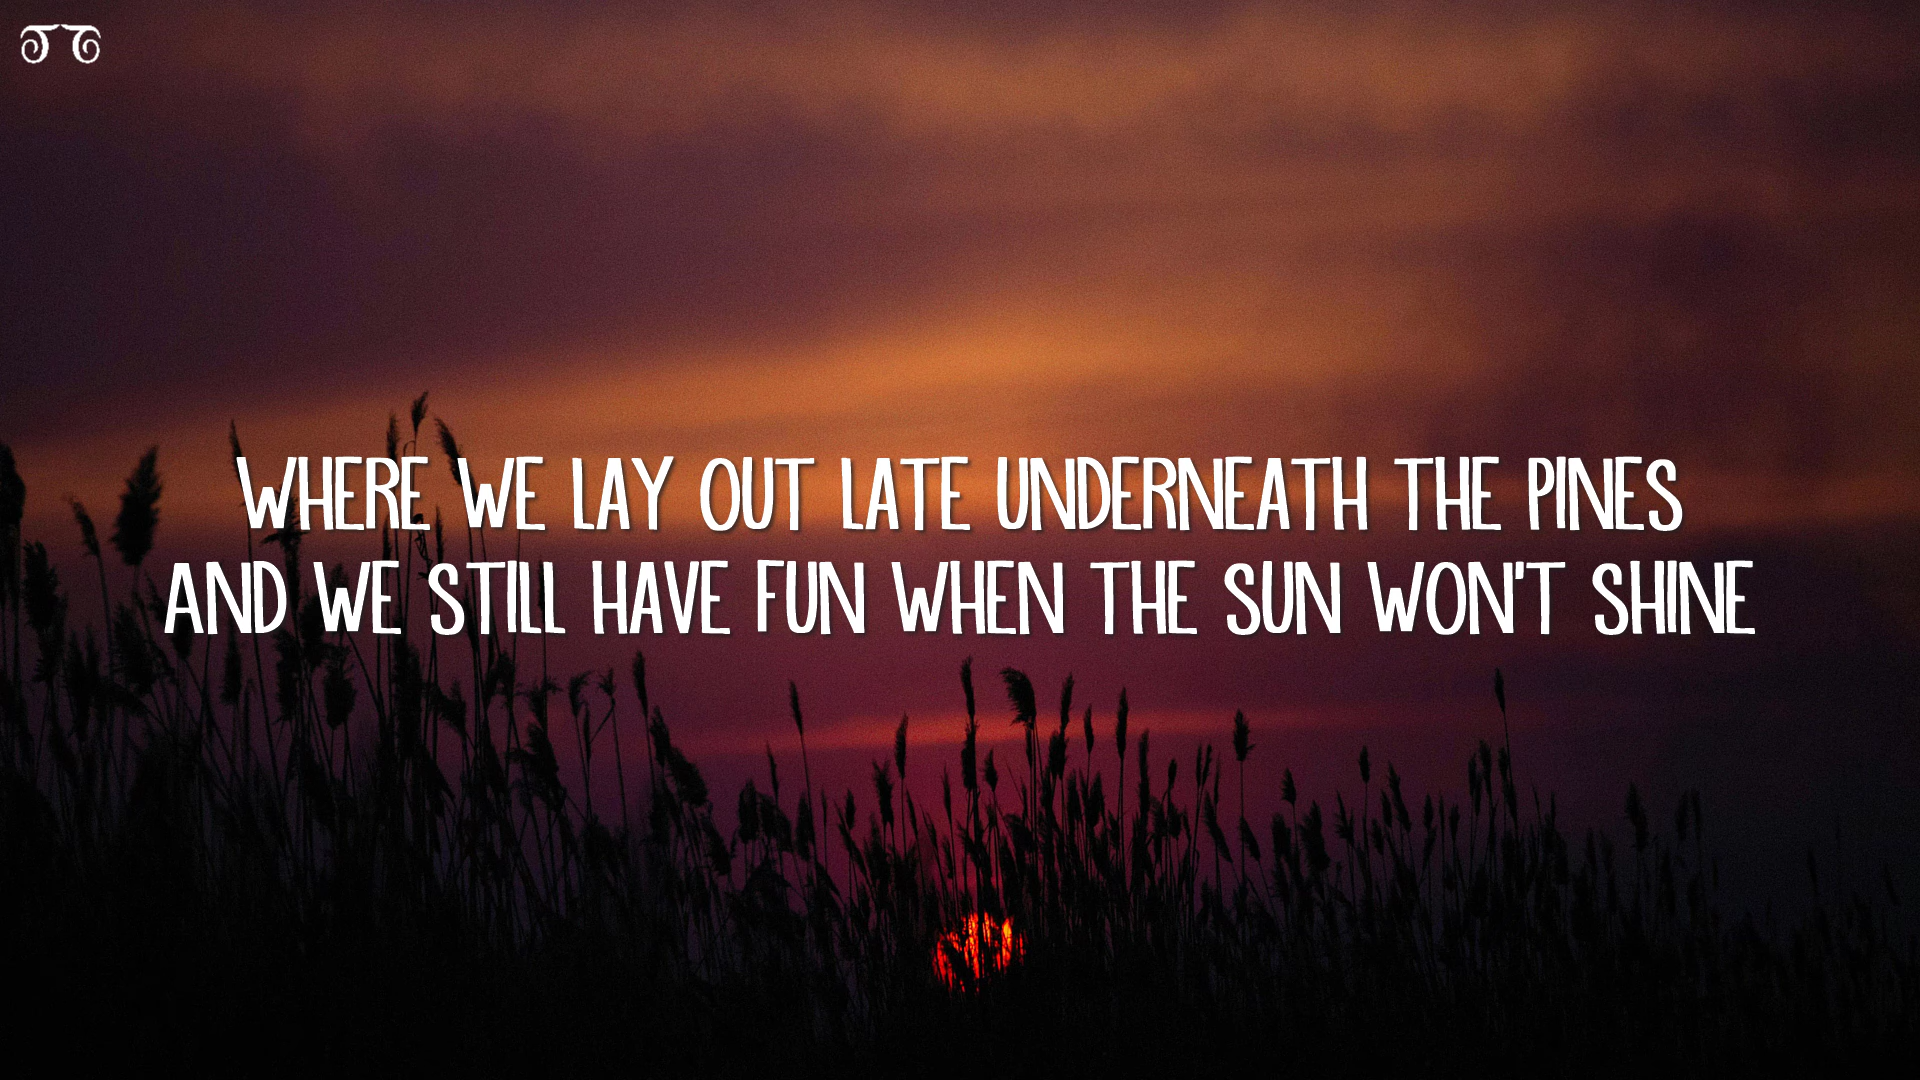 WHERE WE LAY OUT LATE UNDERNEATH THE PINES
AND WE STILL HAVE FUN WHEN THE SUN WON'T SHINE